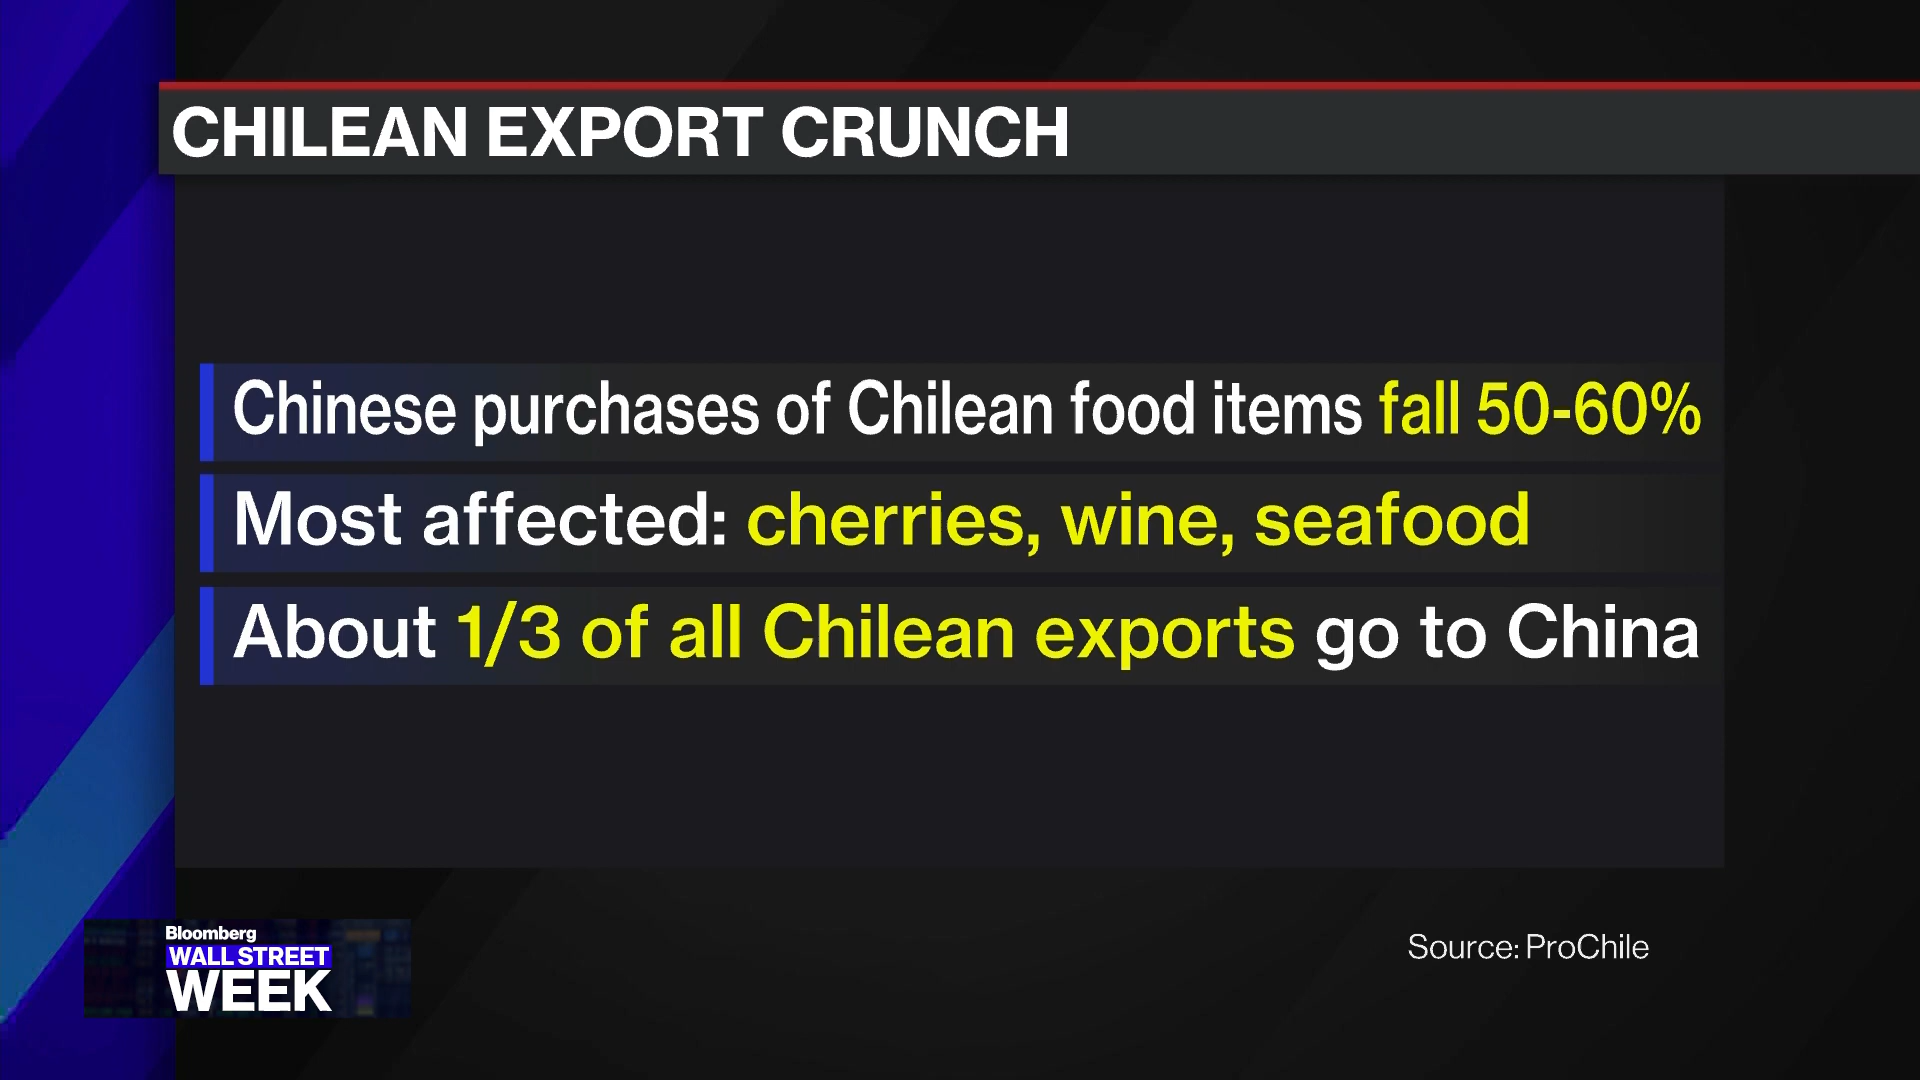 CHILEAN EXPORT CRUNCH
Chinese purchases of Chilean food items fall 50-60%
Most affected: cherries, wine, seafood
About 1/3 of all Chilean exports go to China
Bloomberg
WALL STREET
WEEK
Source: ProChile